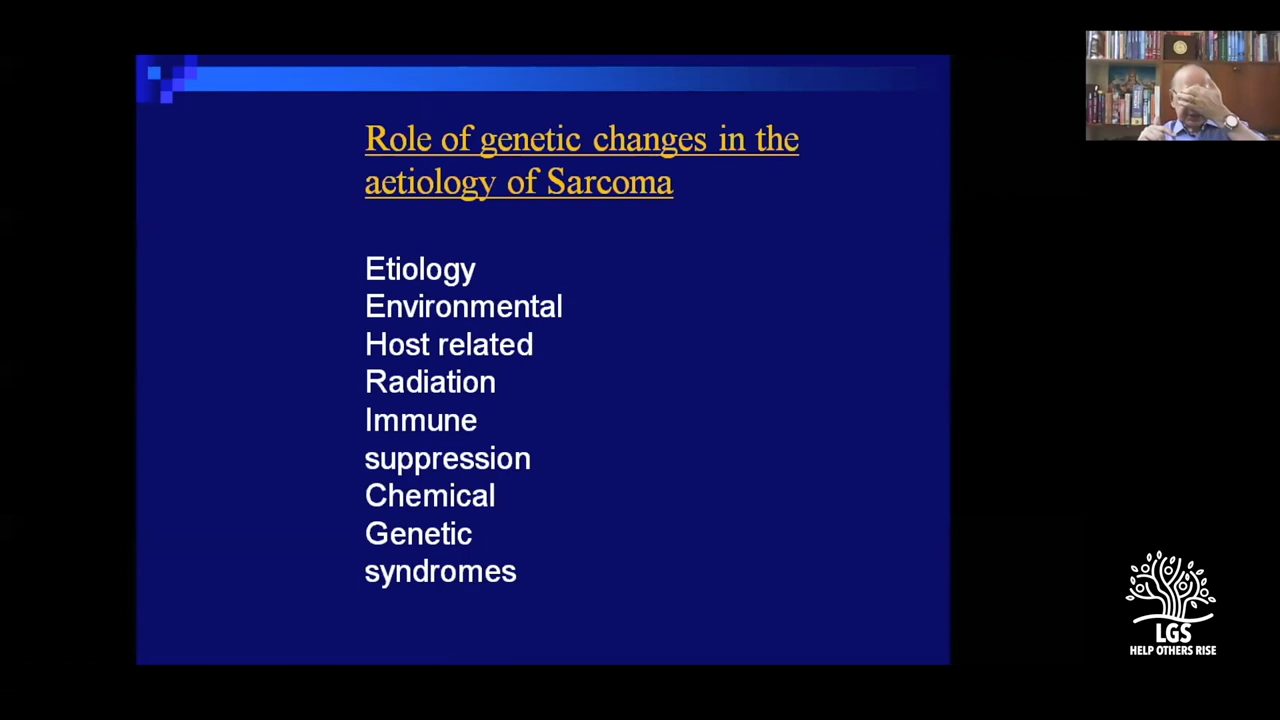 Role of genetic changes in the
aetiology of Sarcoma
Etiology
Environmental
Host related
Radiation
Immune
suppression
Chemical
Genetic
syndromes
LGS
HELP OTHERS RISE